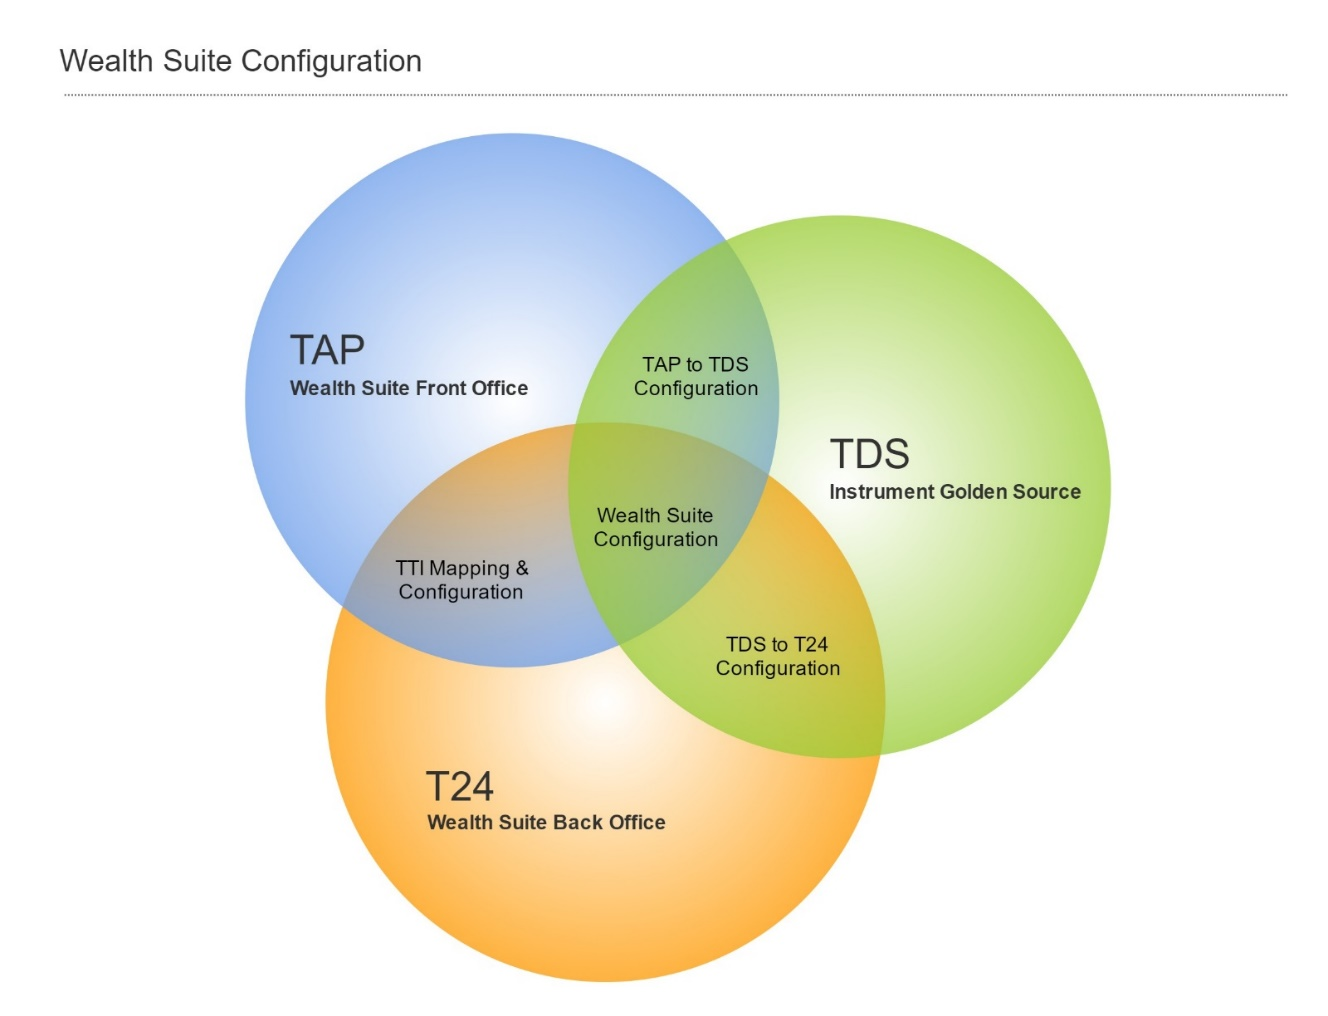 Wealth Suite Configuration
TAP
Wealth Suite Front Office
TAP to TDS
Configuration
TDS
Instrument Golden Source
Wealth Suite
Configuration
TTI Mapping &
Configuration
TDS to T24
Configuration
T24
Wealth Suite Back Office